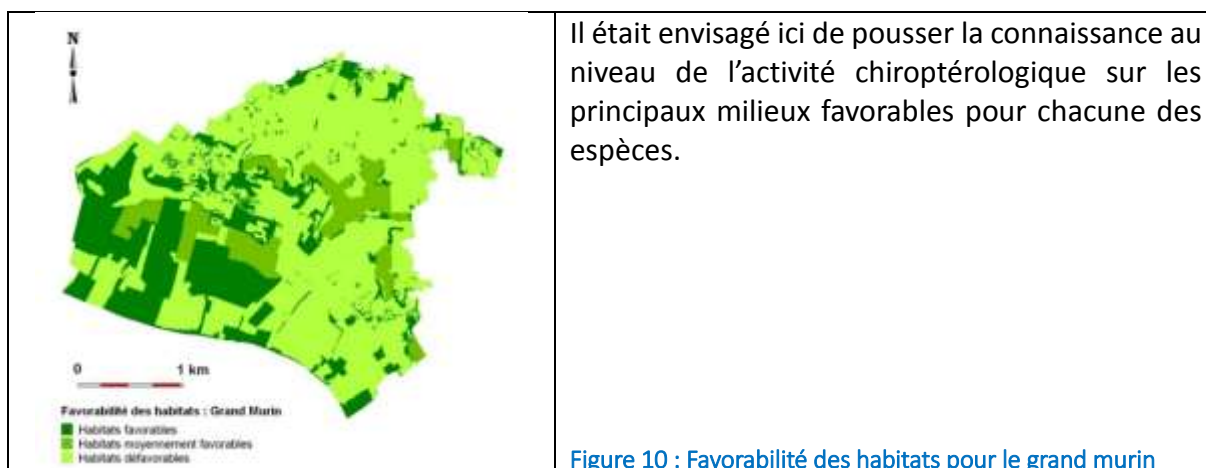 N
0 1 km
Favorabilité des habitats : Grand Murin
Habitats favorables
Habitats moyennement favorables
Habitats défavorables
Il était envisagé ici de pousser la connaissance au
niveau de l’activité chiroptérologique sur les
principaux milieux favorables pour chacune des
espèces.
Figure 10 : Favorabilité des habitats pour le grand murin